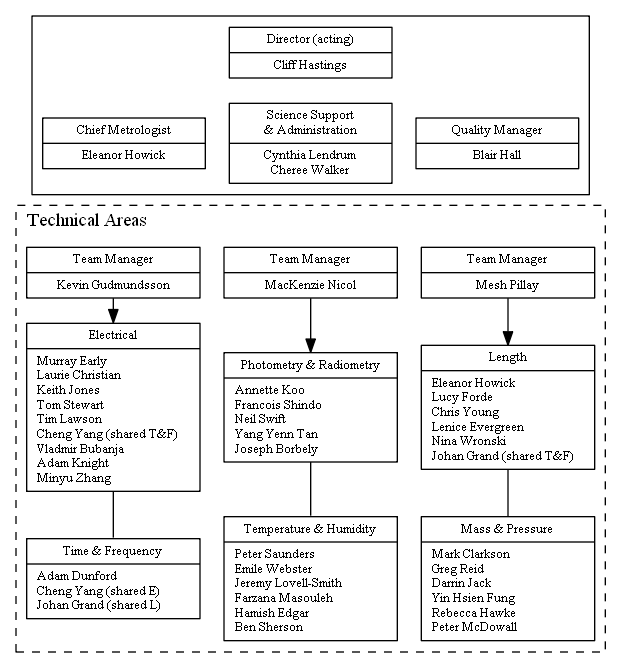 Director (acting)
Cliff Hastings
Chief Metrologist
Eleanor Howick
Science Support
& Administration
Cynthia Lendrum
Cheree Walker
Quality Manager
Blair Hall
Technical Areas
Team Manager
Kevin Gudmundsson
Electrical
Murray Early
Laurie Christian
Keith Jones
Tom Stewart
Tim Lawson
Cheng Yang (shared T&F)
Vladmir Bubanja
Adam Knight
Minyu Zhang
Time & Frequency
Adam Dunford
Cheng Yang (shared E)
Johan Grand (shared L)
Team Manager
MacKenzie Nicol
Photometry & Radiometry
Annette Koo
Francois Shindo
Neil Swift
Yang Yenn Tan
Joseph Borbely
Temperature & Humidity
Peter Saunders
Emile Webster
Jeremy Lovell-Smith
Farzana Masouleh
Hamish Edgar
Ben Sherson
Team Manager
Mesh Pillay
Length
Eleanor Howick
Lucy Forde
Chris Young
Lenice Evergreen
Nina Wronski
Johan Grand (shared T&F)
Mass & Pressure
Mark Clarkson
Greg Reid
Darrin Jack
Yin Hsien Fung
Rebecca Hawke
Peter McDowall